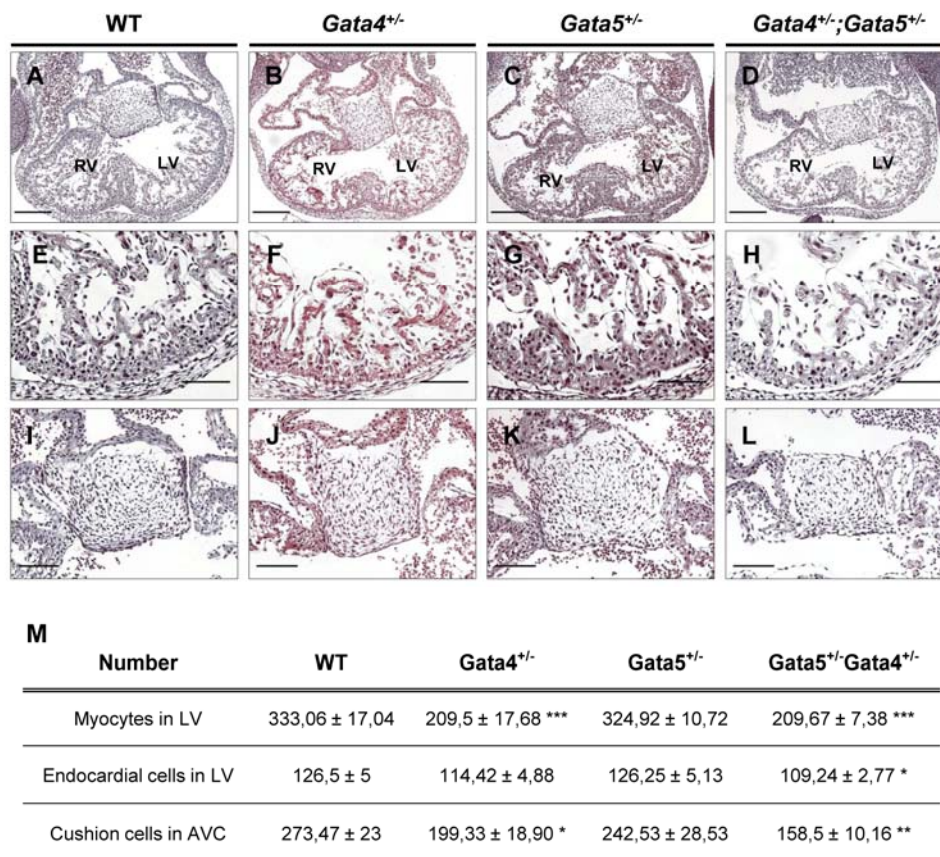 WT Gata4+/- Gata5+/- Gata4+/-;Gata5+/-
A B C D
RV LV RV LV RV LV RV LV
E F G H
I J K L
M
Number WT Gata4+/- Gata5+/- Gata5+/-Gata4+/-
Myocytes in LV 333,06 ± 17,04 209,5 ± 17,68 *** 324,92 ± 10,72 209,67 ± 7,38 ***
Endocardial cells in LV 126,5 ± 5 114,42 ± 4,88 126,25 ± 5,13 109,24 ± 2,77 *
Cushion cells in AVC 273,47 ± 23 199,33 ± 18,90 * 242,53 ± 28,53 158,5 ± 10,16 **